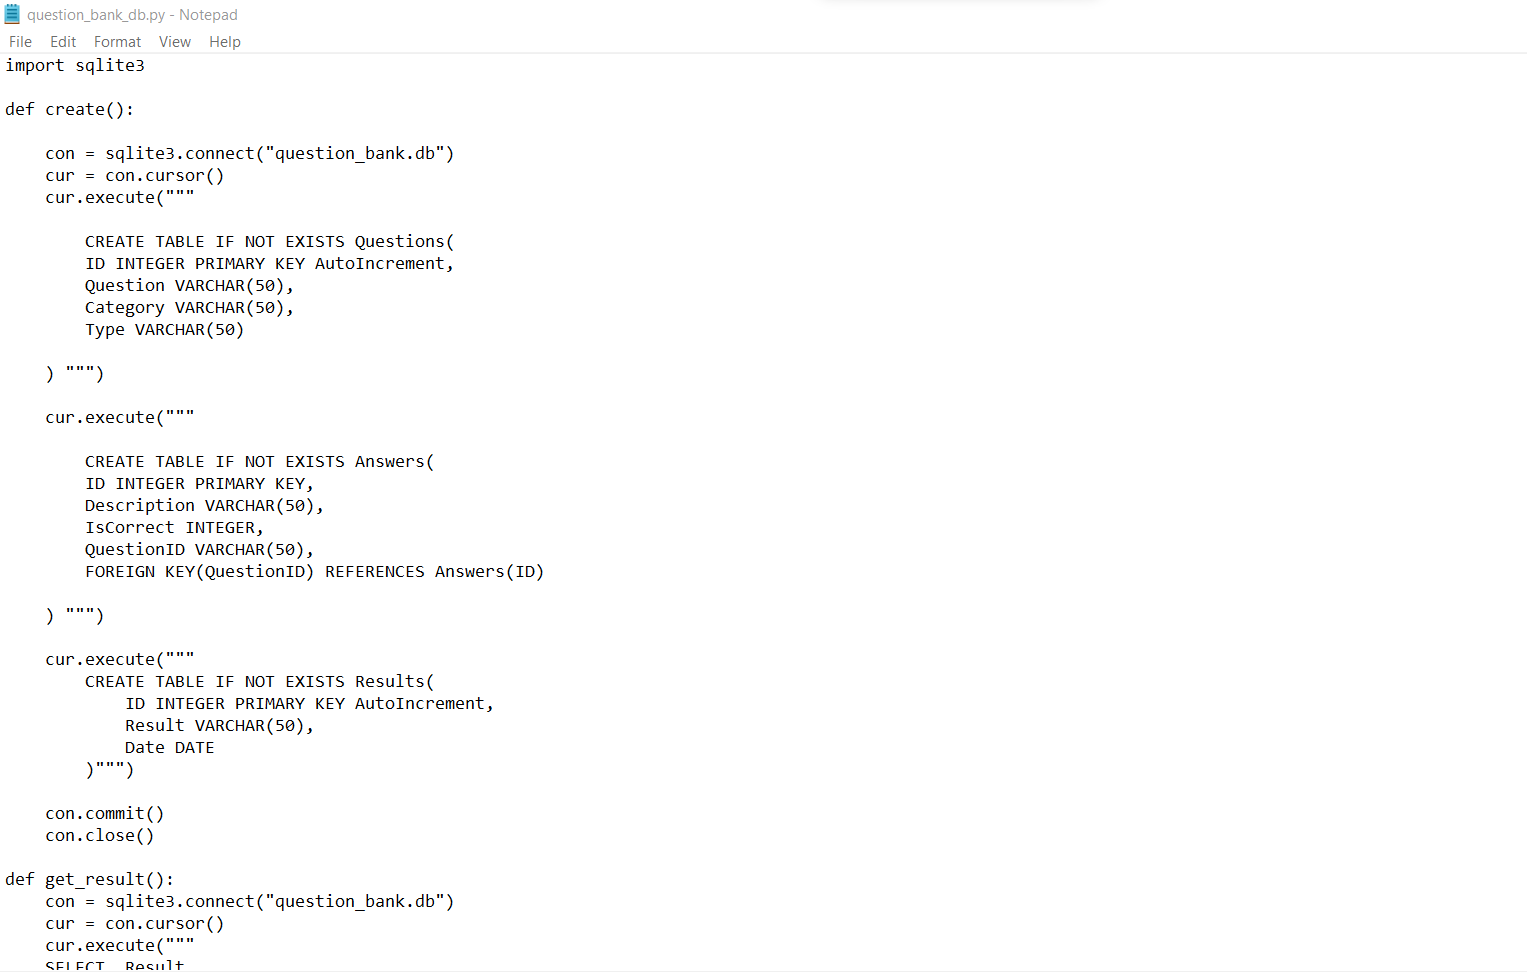 question_bank_db.py - Notepad
File Edit Format View Help
import sqlite3
def create():
con = sqlite3.connect("question_bank.db")
cur = con.cursor()
cur.execute("""
CREATE TABLE IF NOT EXISTS Questions(
ID INTEGER PRIMARY KEY AutoIncrement,
Question VARCHAR(50),
Category VARCHAR(50),
Type VARCHAR(50)
) """)
cur.execute("""
CREATE TABLE IF NOT EXISTS Answers(
ID INTEGER PRIMARY KEY,
Description VARCHAR(50),
IsCorrect INTEGER,
QuestionID VARCHAR(50),
FOREIGN KEY(QuestionID) REFERENCES Answers(ID)
) """)
cur.execute("""
CREATE TABLE IF NOT EXISTS Results(
ID INTEGER PRIMARY KEY AutoIncrement,
Result VARCHAR(50),
Date DATE
)""")
con.commit()
con.close()
def get_result():
con = sqlite3.connect("question_bank.db")
cur = con.cursor()
cur.execute("""
SELECT Result